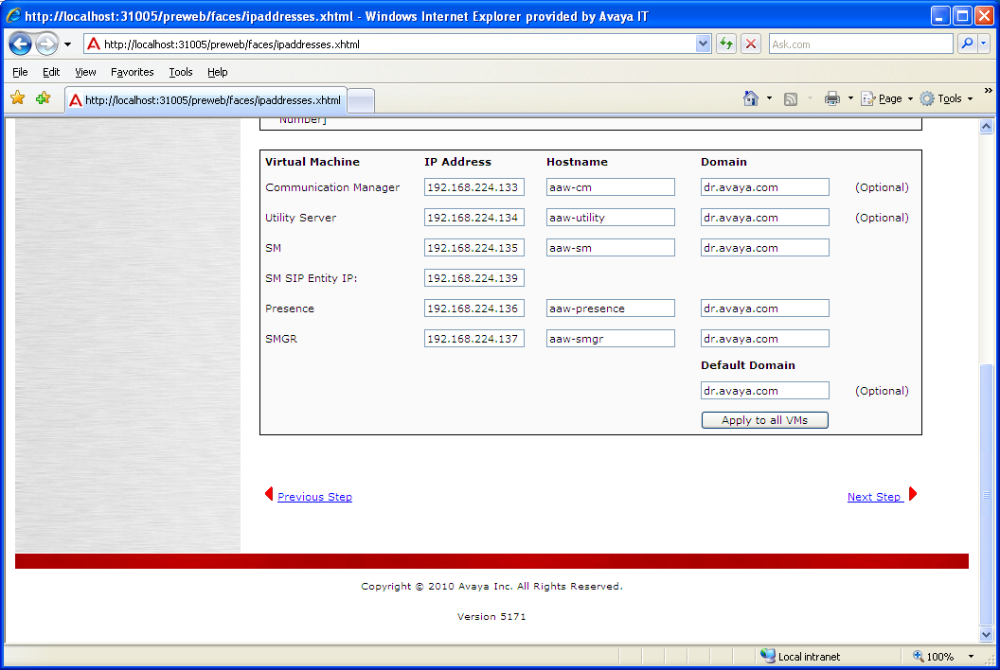 http://localhost:31005/preweb/faces/ipaddresses.xhtml - Windows Internet Explorer provided by Avaya IT
http://localhost:31005/preweb/faces/ipaddresses.xhtml Ask.com
File Edit View Favorites Tools Help
http://localhost:31005/preweb/faces/ipaddresses.xhtml Page Tools »
Number]
Virtual Machine IP Address Hostname Domain
Communication Manager 192.168.224.133 aaw-cm dr.avaya.com (Optional)
Utility Server 192.168.224.134 aaw-utility dr.avaya.com (Optional)
SM 192.168.224.135 aaw-sm dr.avaya.com
SM SIP Entity IP: 192.168.224.139
Presence 192.168.224.136 aaw-presence dr.avaya.com
SMGR 192.168.224.137 aaw-smgr dr.avaya.com
Default Domain
dr.avaya.com (Optional)
Apply to all VMs
Previous Step Next Step
Copyright © 2010 Avaya Inc. All Rights Reserved.
Version 5171
Local intranet 100%